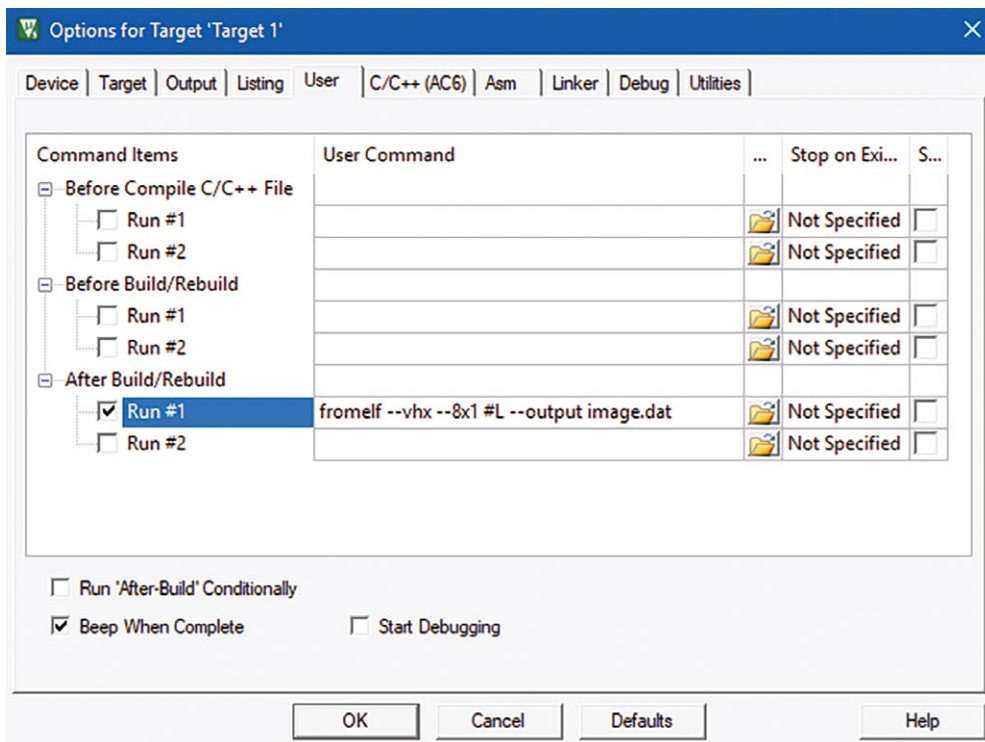 Options for Target 'Target 1'
Device Target Output Listing User C/C++ (AC6) Asm Linker Debug Utilities
Command Items User Command ... Stop on Exi... S...
Before Compile C/C++ File
Run #1 Not Specified
Run #2 Not Specified
Before Build/Rebuild
Run #1 Not Specified
Run #2 Not Specified
After Build/Rebuild
Run #1 fromelf --vhx --8x1 #L --output image.dat Not Specified
Run #2 Not Specified
Run 'After-Build' Conditionally
Beep When Complete Start Debugging
OK Cancel Defaults Help